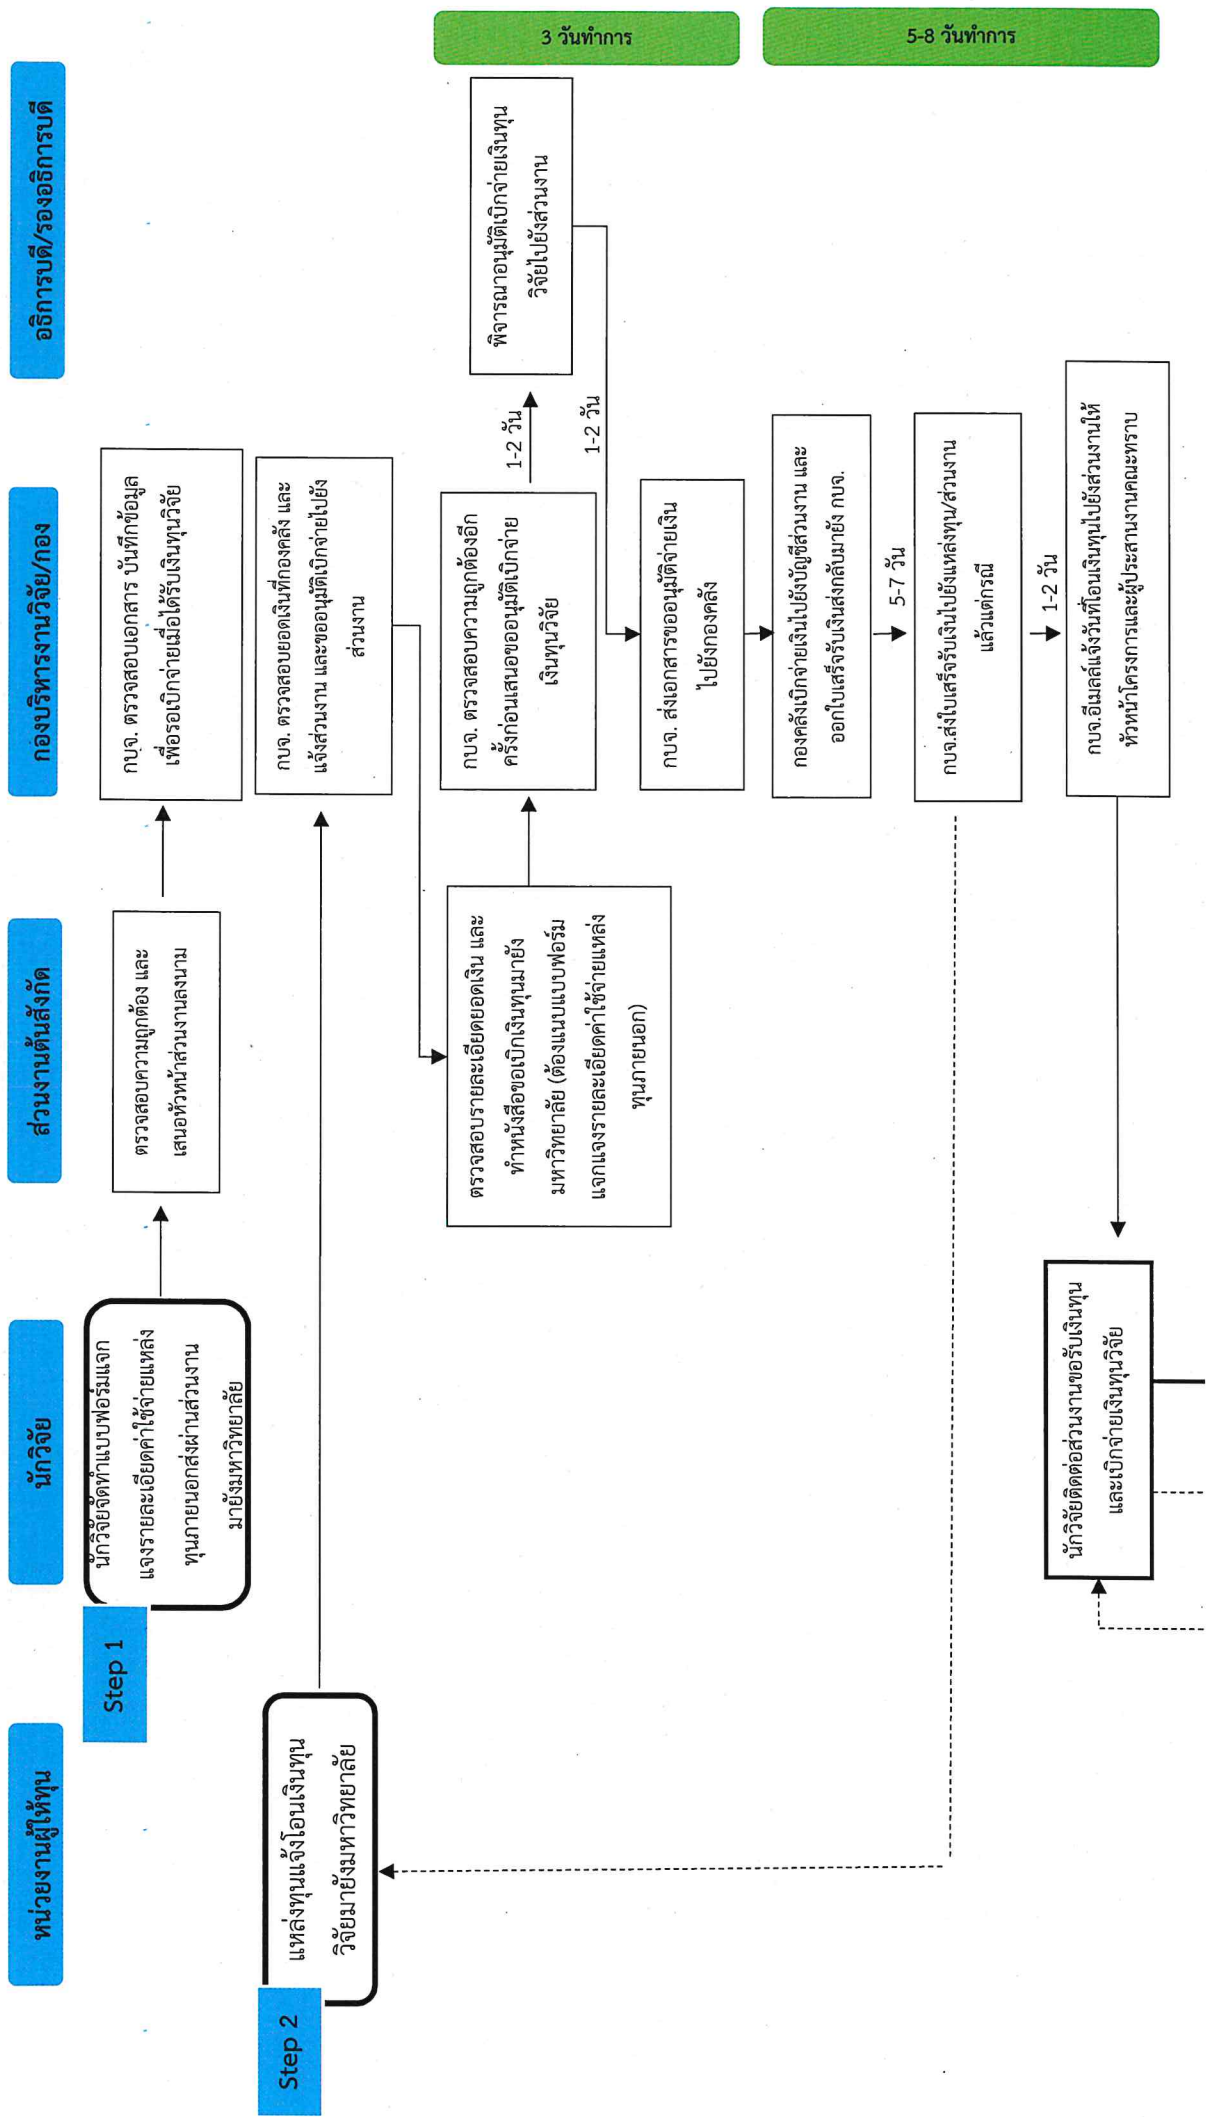 หน่วยงานผู้ให้ทุน
นักวิจัย
ส่วนงานต้นสังกัด
กองบริหารงานวิจัย/กอง
อธิการบดี/รองอธิการบดี
Step 1
นักวิจัยจัดทำแบบฟอร์มแจก
แจงรายละเอียดค่าใช้จ่ายแหล่ง
ทุนภายนอกส่งผ่านส่วนงาน
มายังมหาวิทยาลัย
ตรวจสอบความถูกต้อง และ
เสนอหัวหน้าส่วนงานลงนาม
กบจ. ตรวจสอบเอกสาร บันทึกข้อมูล
เพื่อรอเบิกจ่ายเมื่อได้รับเงินทุนวิจัย
Step 2
แหล่งทุนแจ้งโอนเงินทุน
วิจัยมายังมหาวิทยาลัย
กบจ. ตรวจสอบยอดเงินที่กองคลัง และ
แจ้งส่วนงาน และขออนุมัติเบิกจ่ายไปยัง
ส่วนงาน
ตรวจสอบรายละเอียดยอดเงิน และ
ทำหนังสือขอเบิกเงินทุนมายัง
มหาวิทยาลัย (ต้องแนบแบบฟอร์ม
แจกแจงรายละเอียดค่าใช้จ่ายแหล่ง
ทุนภายนอก)
กบจ. ตรวจสอบความถูกต้องอีก
ครั้งก่อนเสนอขออนุมัติเบิกจ่าย
เงินทุนวิจัย
1-2 วัน
พิจารณาอนุมัติเบิกจ่ายเงินทุน
วิจัยไปยังส่วนงาน
3 วันทำการ
1-2 วัน
กบจ. ส่งเอกสารขออนุมัติจ่ายเงิน
ไปยังกองคลัง
กองคลังเบิกจ่ายเงินไปยังบัญชีส่วนงาน และ
ออกใบเสร็จรับเงินส่งกลับมายัง กบจ.
5-8 วันทำการ
5-7 วัน
กบจ.ส่งใบเสร็จรับเงินไปยังแหล่งทุน/ส่วนงาน
แล้วแต่กรณี
1-2 วัน
กบจ.อีเมลล์แจ้งวันที่โอนเงินทุนไปยังส่วนงานให้
หัวหน้าโครงการและผู้ประสานงานคณะทราบ
นักวิจัยติดต่อส่วนงานขอรับเงินทุน
และเบิกจ่ายเงินทุนวิจัย